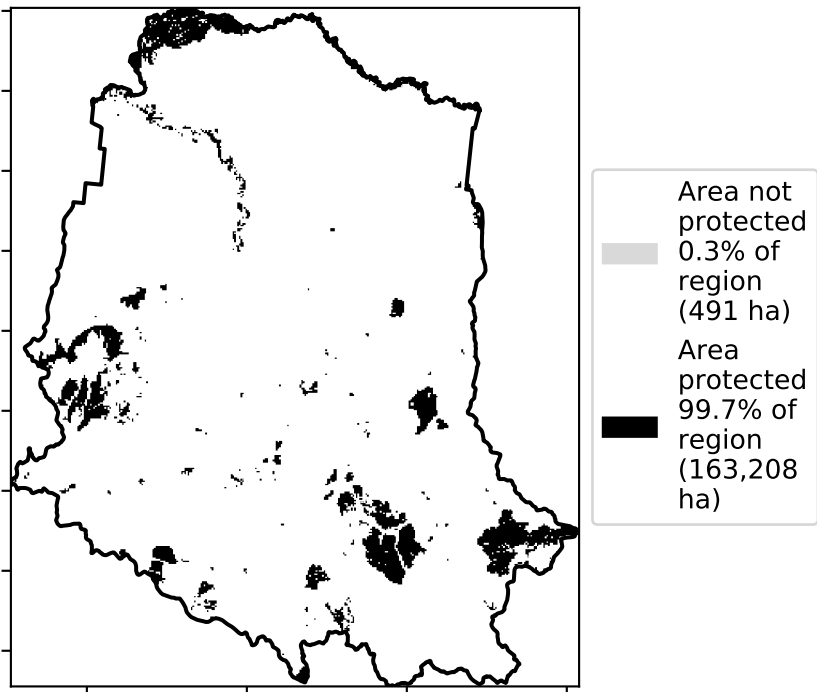 Area not
protected
0.3% of
region
(491 ha)
Area
protected
99.7% of
region
(163,208
ha)